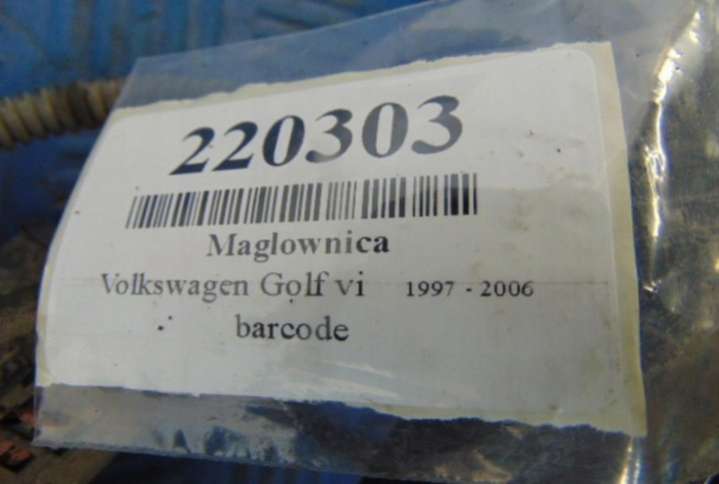 220303
Maglownica
Volkswagen Golf vi 1997 - 2006
barcode